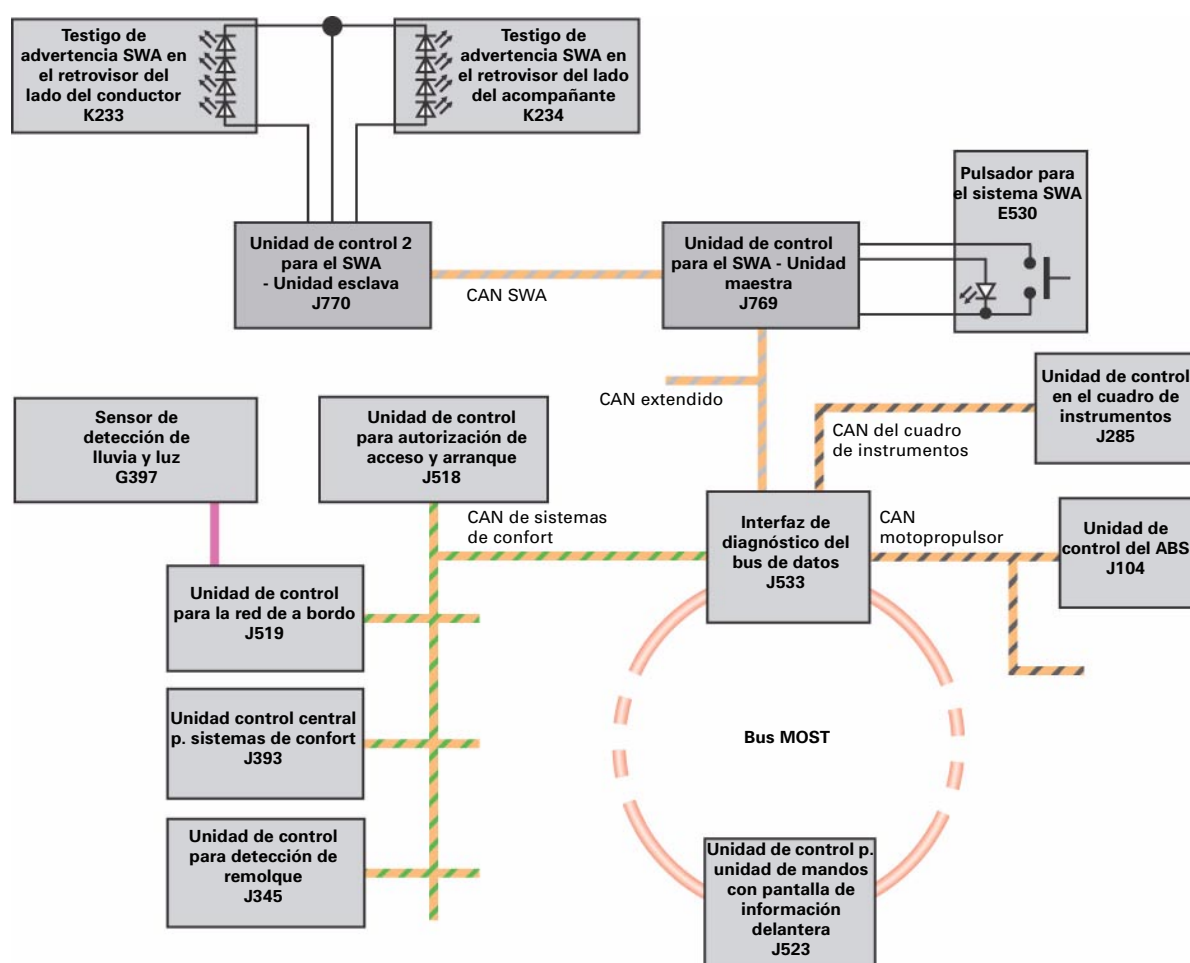 Testigo de
advertencia SWA en
el retrovisor del
lado del conductor
K233
Testigo de
advertencia SWA en
el retrovisor del lado
del acompañante
K234
Pulsador para
el sistema SWA
E530
Unidad de control 2
para el SWA
- Unidad esclava
J770
CAN SWA
Unidad de control
para el SWA - Unidad
maestra
J769
CAN extendido
Unidad de control
en el cuadro de
instrumentos
J285
CAN del cuadro
de instrumentos
Sensor de
detección de
lluvia y luz
G397
Unidad de control
para autorización de
acceso y arranque
J518
CAN de sistemas
de confort
Interfaz de
diagnóstico del
bus de datos
J533
CAN
motopropulsor
Unidad de
control del ABS
J104
Unidad de control
para la red de a bordo
J519
Unidad control central
p. sistemas de confort
J393
Bus MOST
Unidad de control
para detección de
remolque
J345
Unidad de control p.
unidad de mandos
con pantalla de
información
delantera
J523